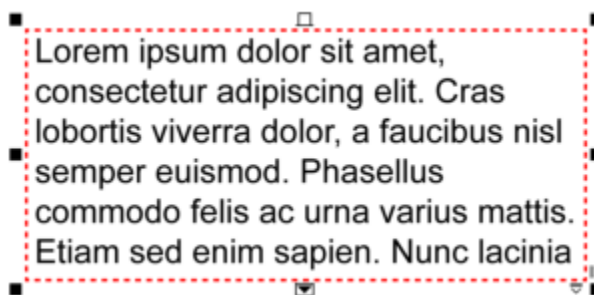 Lorem ipsum dolor sit amet,
consectetur adipiscing elit. Cras
lobortis viverra dolor, a faucibus nisl
semper euismod. Phasellus
commodo felis ac urna varius mattis.
Etiam sed enim sapien. Nunc lacinia